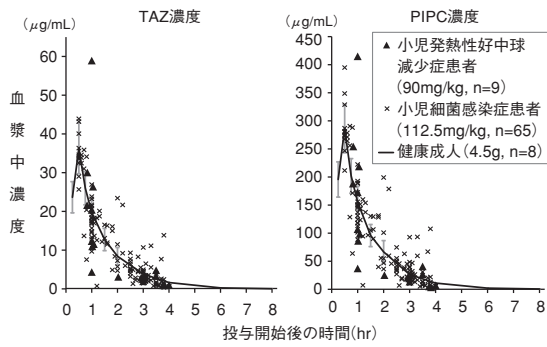 TAZ濃度
PIPC濃度
(μg/mL)
(μg/mL)
血漿中濃度
60
50
40
30
20
10
0
0 1 2 3 4 5 6 7 8
450
400
350
300
250
200
150
100
50
0
0 1 2 3 4 5 6 7 8
▲ 小児発熱性好中球
減少症患者
(90mg/kg, n=9)
× 小児細菌感染症患者
(112.5mg/kg, n=65)
健康成人(4.5g, n=8)
投与開始後の時間(hr)